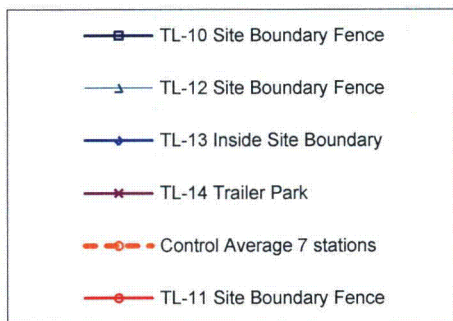 TL-10 Site Boundary Fence
TL-12 Site Boundary Fence
TL-13 Inside Site Boundary
TL-14 Trailer Park
Control Average 7 stations
TL-11 Site Boundary Fence